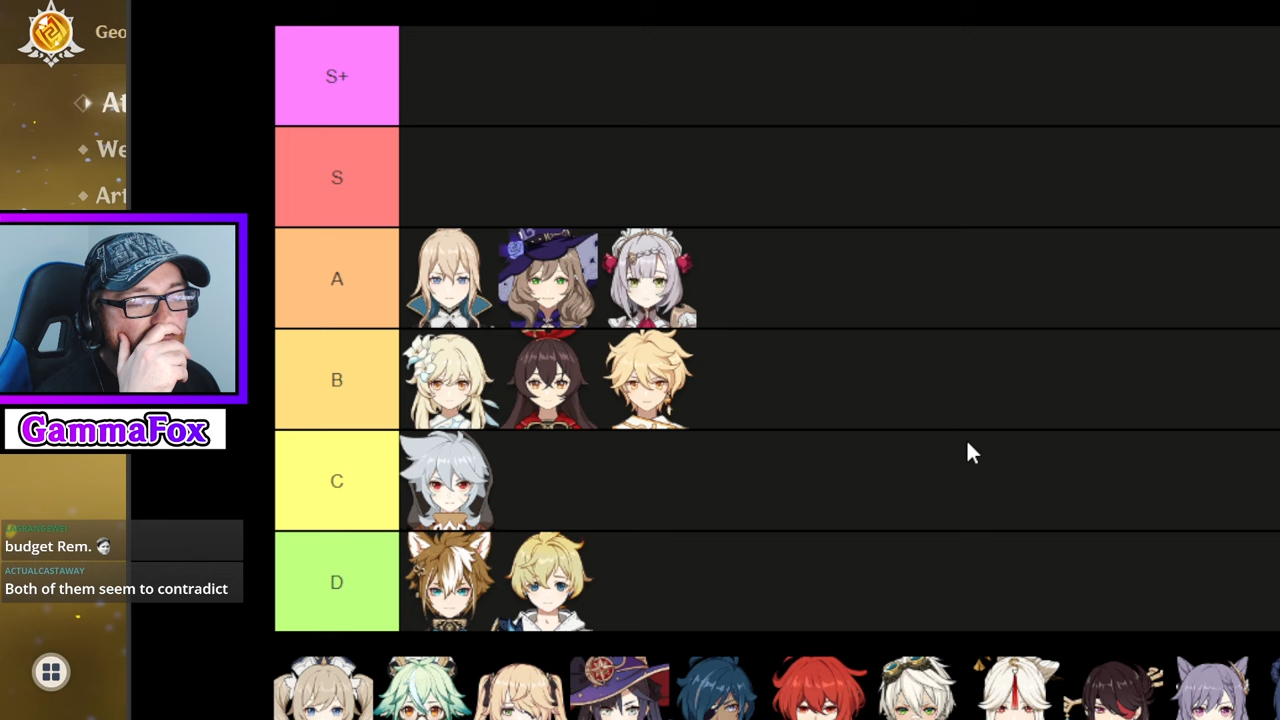 Geo
At
We
Art
S+
S
A
B
C
D
GammaFox
budget Rem.
ACTUALCASTAWAY
Both of them seem to contradict